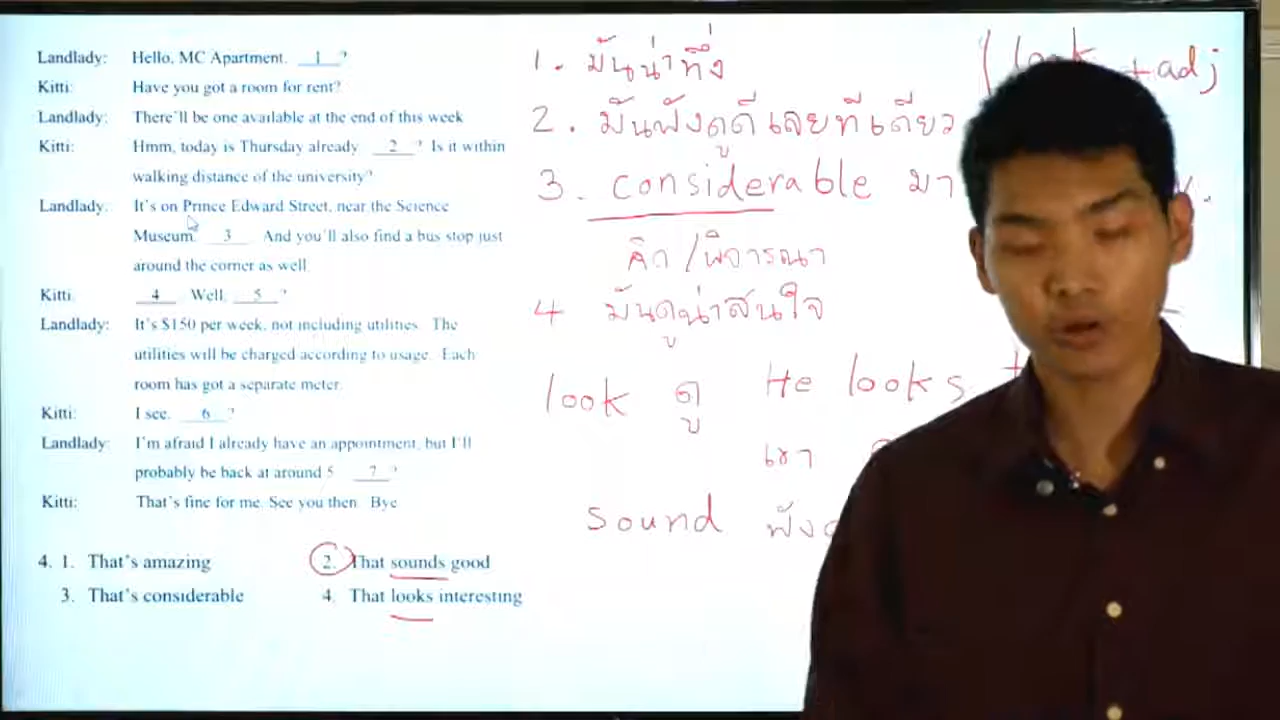 Landlady: Hello, MC Apartment. 1 ?
Kitti: Have you got a room for rent?
Landlady: There'll be one available at the end of this week
Kitti: Hmm, today is Thursday already 2 ? Is it within
walking distance of the university?
Landlady: It's on Prince Edward Street, near the Science
Museum. 3 And you'll also find a bus stop just
around the corner as well
Kitti: 4 Well, 5 ?
Landlady: It's $150 per week, not including utilities. The
utilities will be charged according to usage. Each
room has got a separate meter.
Kitti: I see. 6 ?
Landlady: I'm afraid I already have an appointment, but I'll
probably be back at around 5 7 ?
Kitti: That's fine for me. See you then. Bye
4. 1. That's amazing 2. That sounds good
3. That's considerable 4. That looks interesting
1. มันน่าทึ่ง
(look + adj
2. มันฟังดูดีเลยทีเดียว
3. considerable มา
คิด/พิจารณา
4 มันดูน่าสนใจ
look ดู He looks
เขา
sound ฟัง